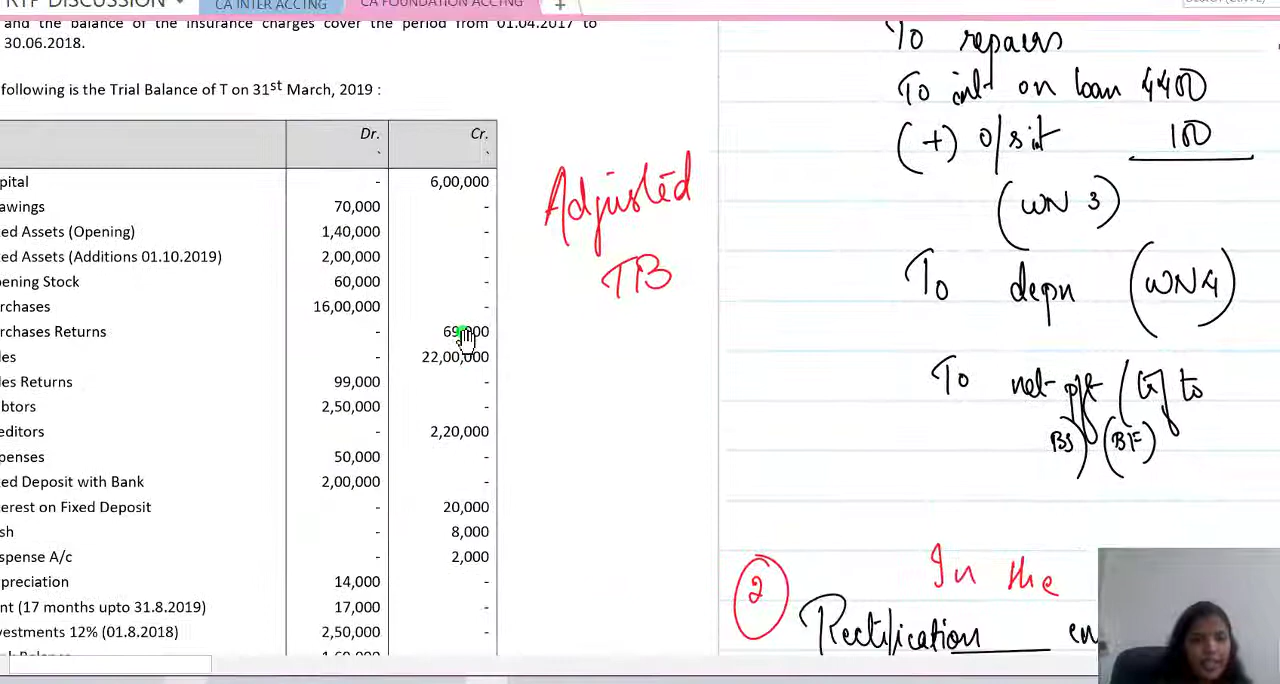 RTP DISCUSSION
CA INTER ACCTNG
CA FOUNDATION ACCTNG
+
and the balance of the insurance charges cover the period from 01.04.2017 to
30.06.2018.
following is the Trial Balance of T on 31st March, 2019 :
Dr. Cr.
` `
pital - 6,00,000
awings 70,000 -
ed Assets (Opening) 1,40,000 -
ed Assets (Additions 01.10.2019) 2,00,000 -
pening Stock 60,000 -
rchases 16,00,000 -
rchases Returns - 69,000
les - 22,00,000
les Returns 99,000 -
btors 2,50,000 -
editors - 2,20,000
penses 50,000 -
ed Deposit with Bank 2,00,000 -
erest on Fixed Deposit - 20,000
sh - 8,000
spense A/c - 2,000
preciation 14,000 -
nt (17 months upto 31.8.2019) 17,000 -
vestments 12% (01.8.2018) 2,50,000 -
Adjusted
TB
To repairs
To int on loan 4400
(+) o/s int 100
(WN 3)
To depn (WN4)
To net pft / to
BS (BF)
2 In the
Rectification en